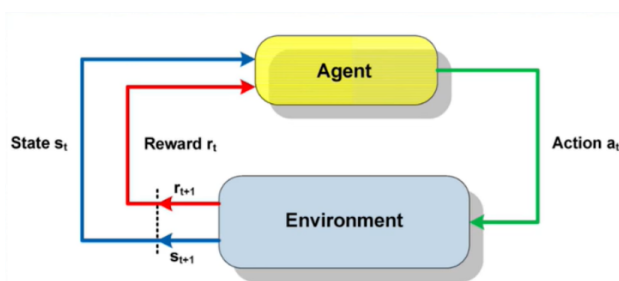 Agent
State sₜ
Reward rₜ
Action aₜ
rₜ₊₁
Environment
sₜ₊₁